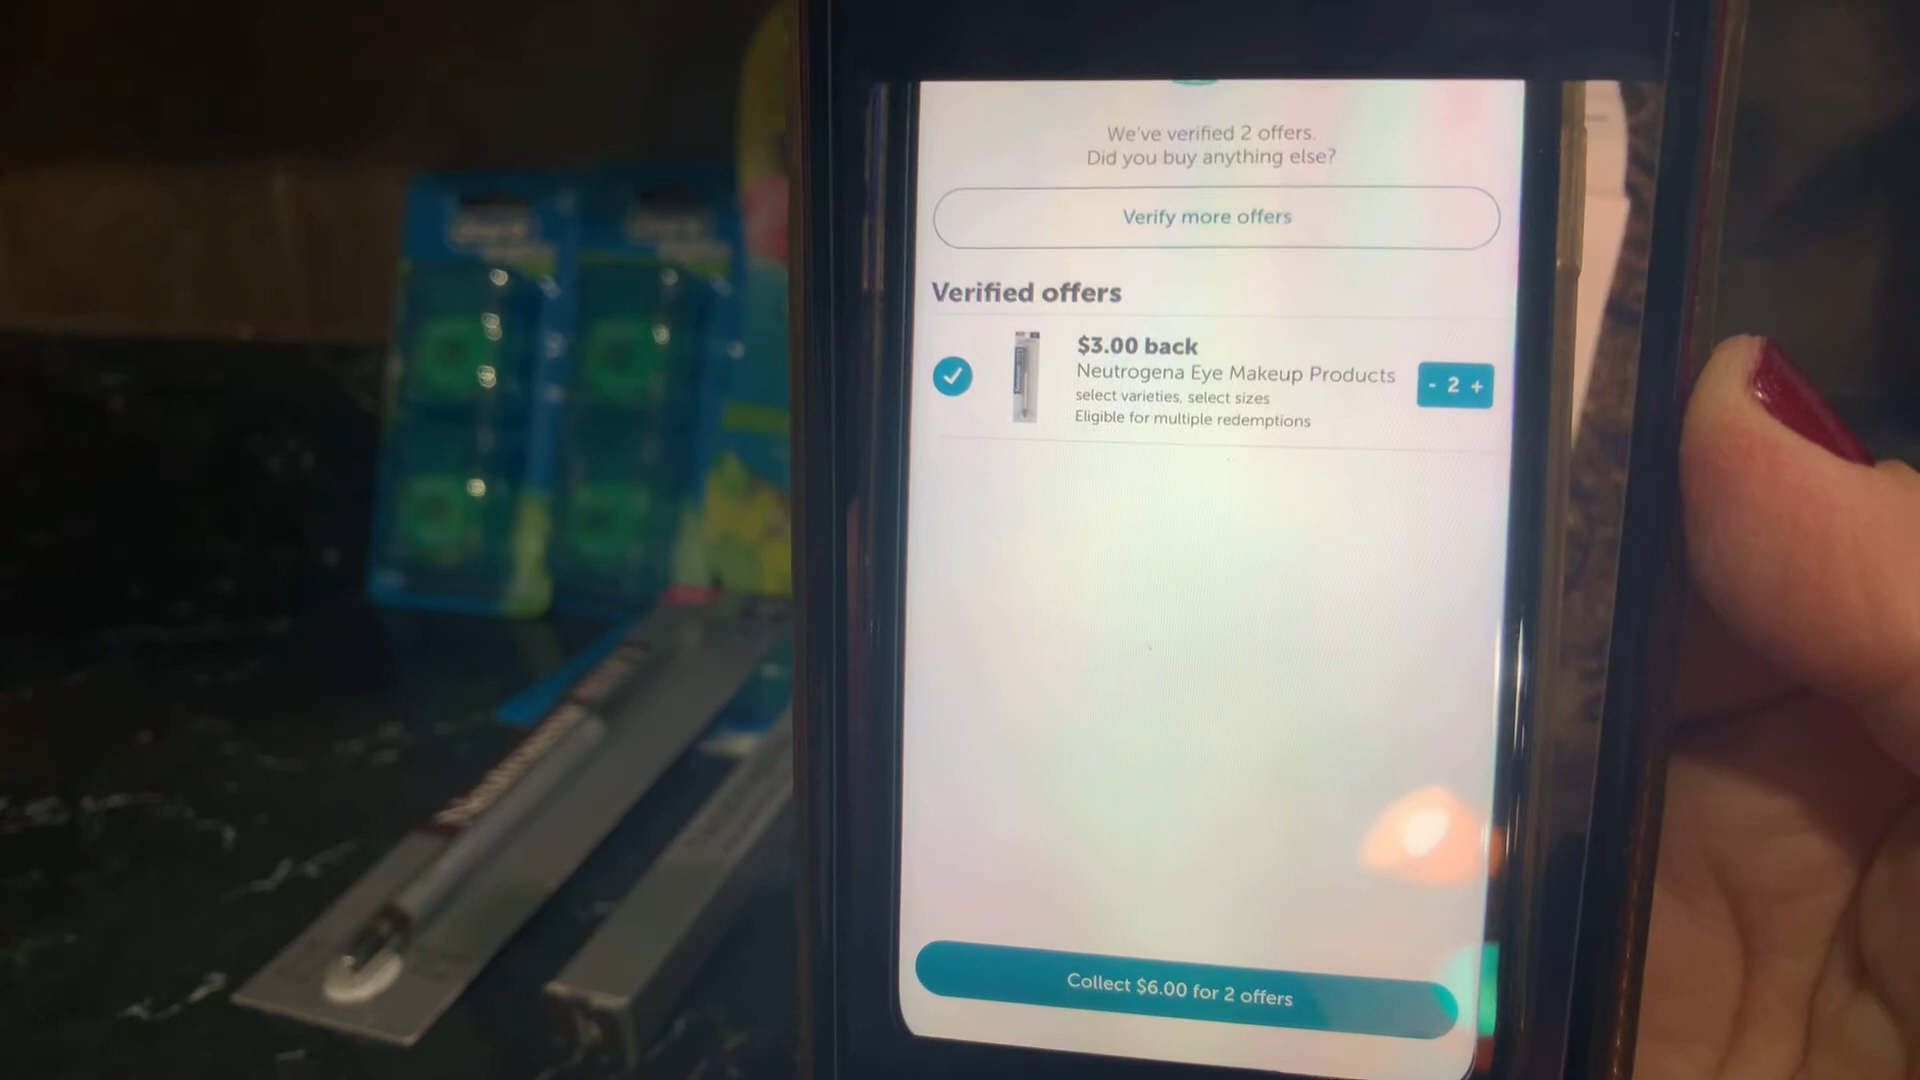 We've verified 2 offers.
Did you buy anything else?
Verify more offers
Verified offers
$3.00 back
Neutrogena Eye Makeup Products
select varieties, select sizes
Eligible for multiple redemptions
- 2 +
Collect $6.00 for 2 offers